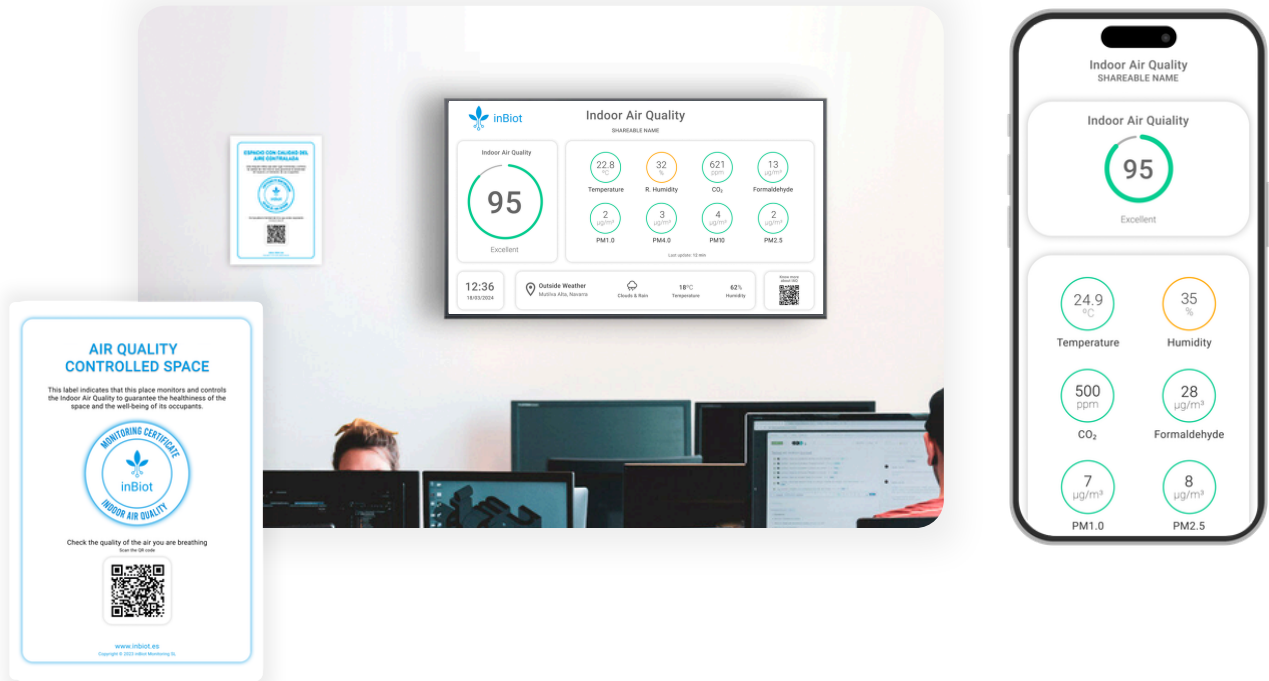 ESPACIO CON CALIDAD DEL
AIRE CONTROLADA
inBiot
Indoor Air Quality
SHAREABLE NAME
Indoor Air Quality
95
Excellent
22.8
ºC
Temperature
32
%
R. Humidity
621
ppm
CO₂
13
µg/m³
Formaldehyde
2
µg/m³
PM1.0
3
µg/m³
PM4.0
4
µg/m³
PM10
2
µg/m³
PM2.5
Last update: 12 min
12:36
18/03/2024
Outside Weather
Mutilva Alta, Navarra
Clouds & Rain
18ºC
Temperature
62%
Humidity
Know more
about IAQ
AIR QUALITY
CONTROLLED SPACE
This label indicates that this place monitors and controls
the Indoor Air Quality to guarantee the healthiness of the
space and the well-being of its occupants.
MONITORING CERTIFICATE
inBiot
INDOOR AIR QUALITY
Check the quality of the air you are breathing
Scan the QR code
www.inbiot.es
Copyright © 2022 inBiot Monitoring SL
Indoor Air Quality
SHAREABLE NAME
Indoor Air Quiality
95
Excellent
24.9
ºC
Temperature
35
%
Humidity
500
ppm
CO₂
28
µg/m³
Formaldehyde
7
µg/m³
PM1.0
8
µg/m³
PM2.5